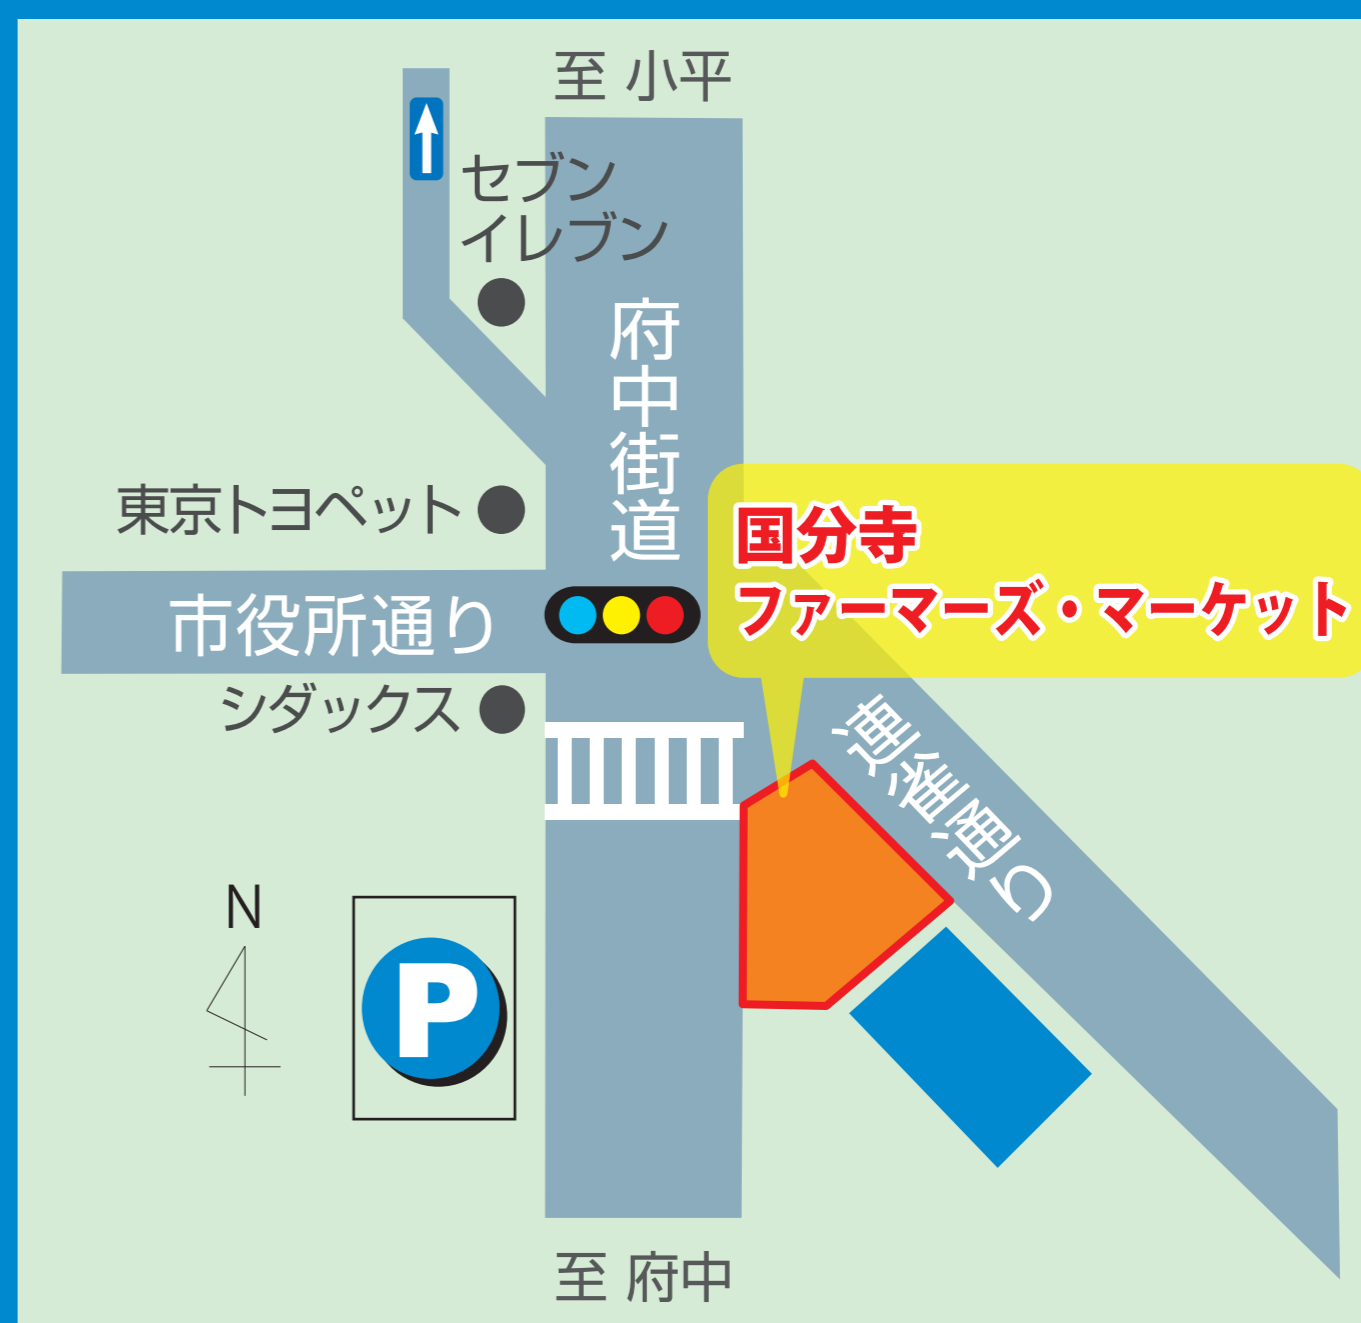 至 小平
セブン
イレブン
府中街道
東京トヨペット
国分寺
ファーマーズ・マーケット
市役所通り
シダックス
連雀通り
N
P
至 府中